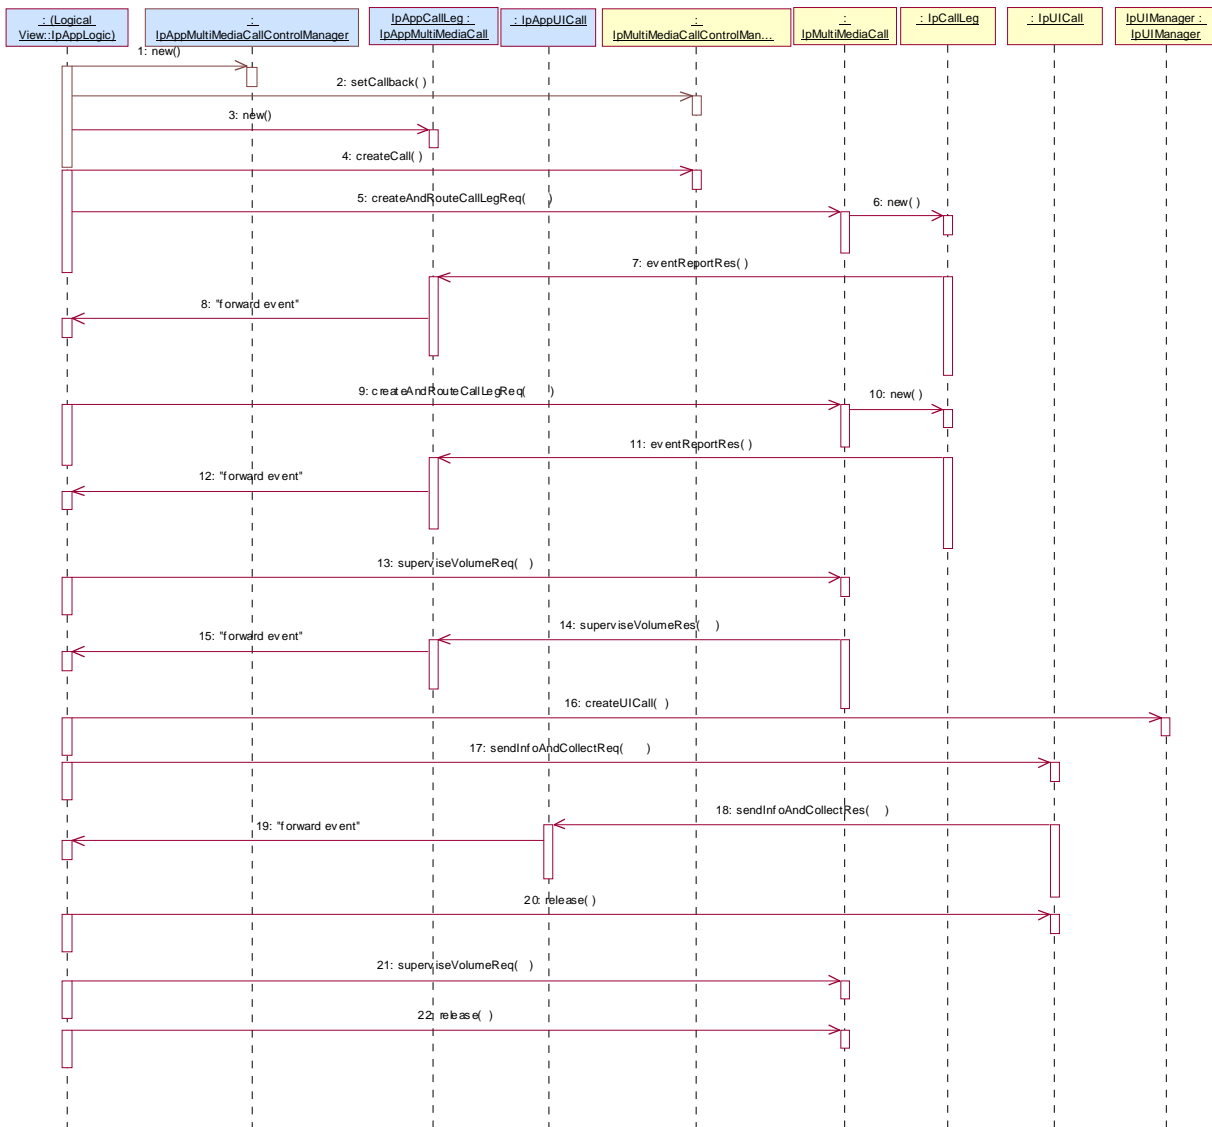 : (Logical
View::IpAppLogic)
:
IpAppMultiMediaCallControlManager
IpAppCallLeg :
IpAppMultiMediaCall
: IpAppUICall
:
IpMultiMediaCallControlMan...
:
IpMultiMediaCall
: IpCallLeg
: IpUICall
IpUIManager :
IpUIManager
1: new()
2: setCallback( )
3: new()
4: createCall( )
5: createAndRouteCallLegReq( )
6: new( )
7: eventReportRes( )
8: "forward event"
9: createAndRouteCallLegReq( )
10: new( )
11: eventReportRes( )
12: "forward event"
13: superviseVolumeReq( )
14: superviseVolumeRes( )
15: "forward event"
16: createUICall( )
17: sendInfoAndCollectReq( )
18: sendInfoAndCollectRes( )
19: "forward event"
20: release( )
21: superviseVolumeReq( )
22: release( )